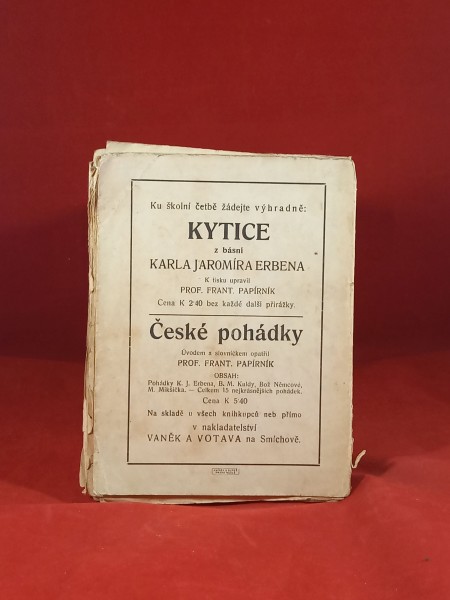 Ku školní četbě žádejte výhradně:
KYTICE
z básní
KARLA JAROMÍRA ERBENA
K tisku upravil
PROF. FRANT. PAPÍRNÍK
Cena K 2·40 bez každé další přirážky.
České pohádky
Úvodem a slovníčkem opatřil
PROF. FRANT. PAPÍRNÍK
OBSAH:
Pohádky K. J. Erbena, B. M. Kuldy, Bož Němcové,
M. Mikšíčka. — Celkem 15 nejkrásnějších pohádek.
Cena K 5·40
Na skladě u všech knihkupců neb přímo
v nakladatelství
VANĚK A VOTAVA na Smíchově.